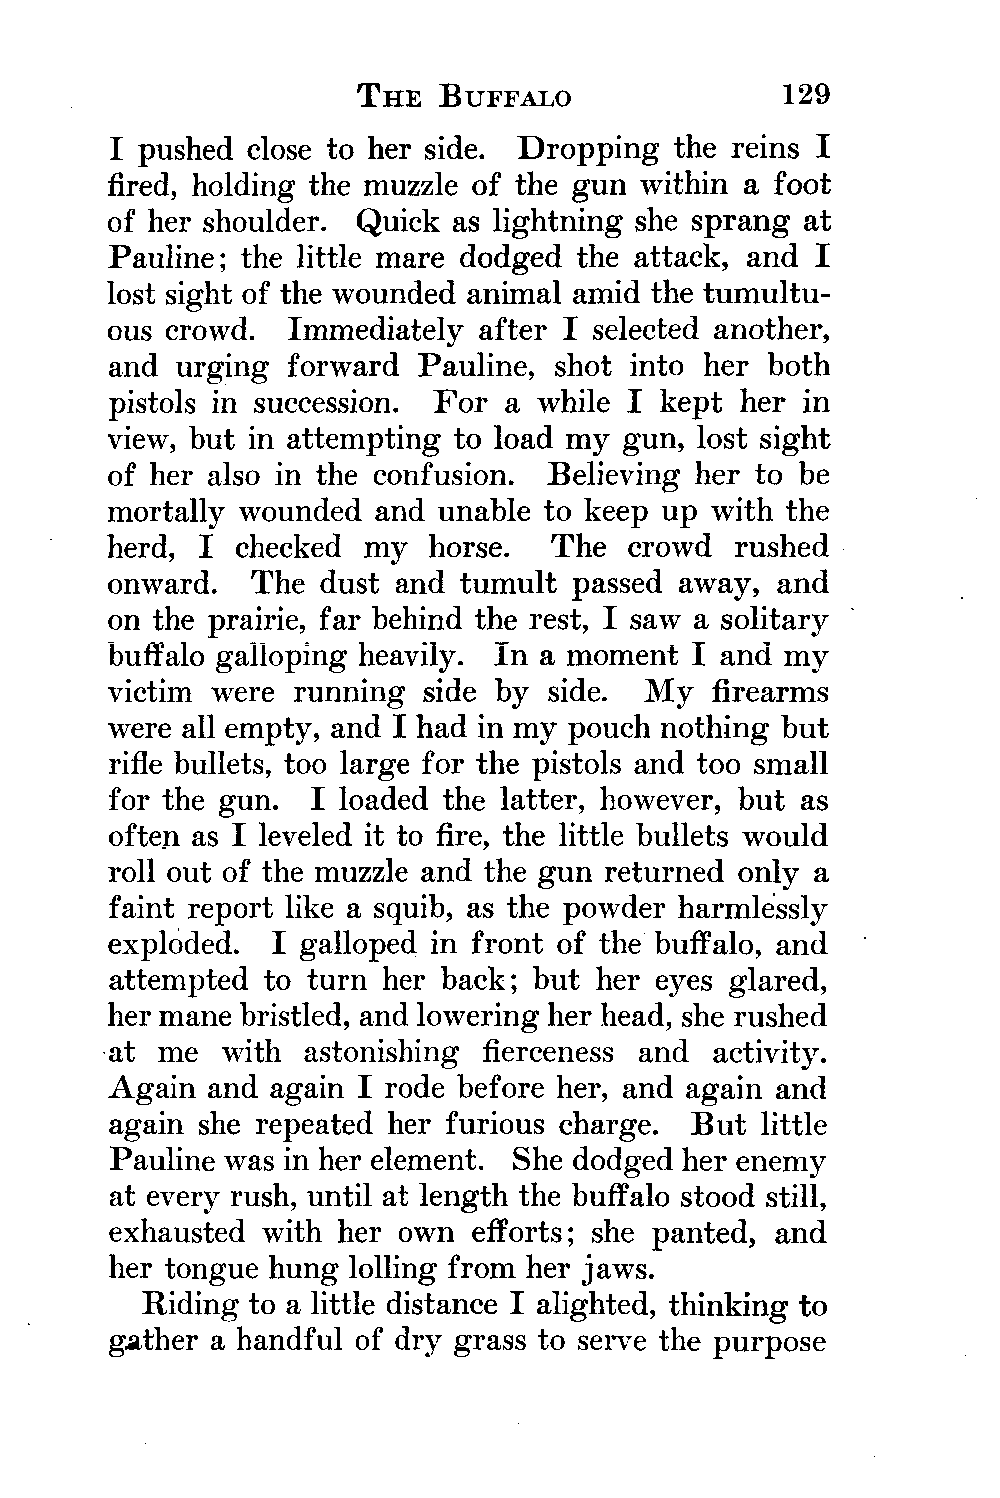 THE BUFFALO 129
I pushed close to her side. Dropping the reins I
fired, holding the muzzle of the gun within a foot
of her shoulder. Quick as lightning she sprang at
Pauline; the little mare dodged the attack, and I
lost sight of the wounded animal amid the tumultu-
ous crowd. Immediately after I selected another,
and urging forward Pauline, shot into her both
pistols in succession. For a while I kept her in
view, but in attempting to load my gun, lost sight
of her also in the confusion. Believing her to be
mortally wounded and unable to keep up with the
herd, I checked my horse. The crowd rushed
onward. The dust and tumult passed away, and
on the prairie, far behind the rest, I saw a solitary
buffalo galloping heavily. In a moment I and my
victim were running side by side. My firearms
were all empty, and I had in my pouch nothing but
rifle bullets, too large for the pistols and too small
for the gun. I loaded the latter, however, but as
often as I leveled it to fire, the little bullets would
roll out of the muzzle and the gun returned only a
faint report like a squib, as the powder harmlessly
exploded. I galloped in front of the buffalo, and
attempted to turn her back; but her eyes glared,
her mane bristled, and lowering her head, she rushed
at me with astonishing fierceness and activity.
Again and again I rode before her, and again and
again she repeated her furious charge. But little
Pauline was in her element. She dodged her enemy
at every rush, until at length the buffalo stood still,
exhausted with her own efforts; she panted, and
her tongue hung lolling from her jaws.
Riding to a little distance I alighted, thinking to
gather a handful of dry grass to serve the purpose